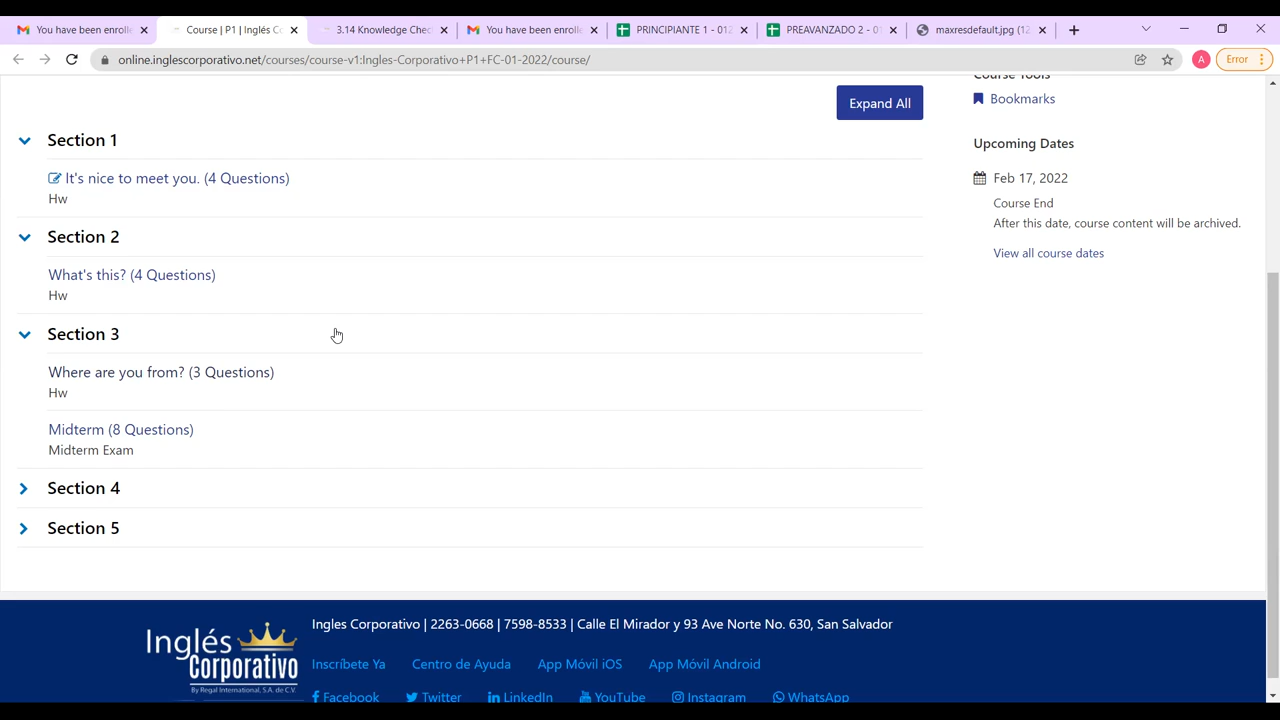 You have been enrolle
Course | P1 | Inglés Co
3.14 Knowledge Chec
You have been enrolle
PRINCIPIANTE 1 - 012
PREAVANZADO 2 - 01
maxresdefault.jpg (12
online.inglescorporativo.net/courses/course-v1:Ingles-Corporativo+P1+FC-01-2022/course/
A
Error
Course Tools
Expand All
Bookmarks
Section 1
Upcoming Dates
It's nice to meet you. (4 Questions)
Feb 17, 2022
Hw
Course End
After this date, course content will be archived.
Section 2
View all course dates
What's this? (4 Questions)
Hw
Section 3
Where are you from? (3 Questions)
Hw
Midterm (8 Questions)
Midterm Exam
Section 4
Section 5
Inglés
Corporativo
By Regal International, S.A. de C.V.
Ingles Corporativo | 2263-0668 | 7598-8533 | Calle El Mirador y 93 Ave Norte No. 630, San Salvador
Inscríbete Ya Centro de Ayuda App Móvil iOS App Móvil Android
Facebook Twitter LinkedIn YouTube Instagram WhatsApp